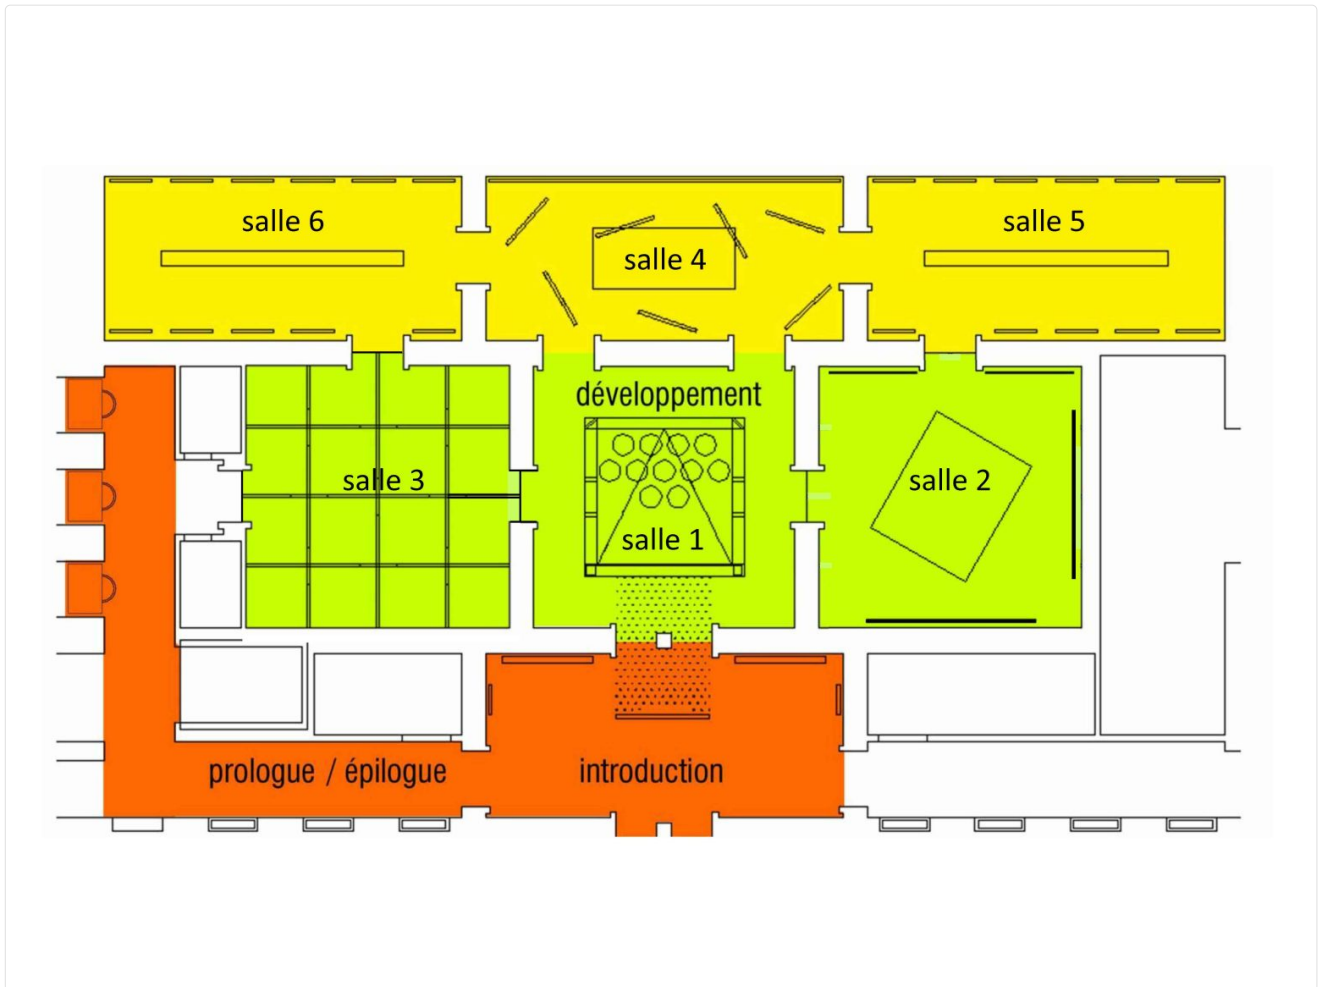 salle 6
salle 4
salle 5
développement
salle 3
salle 2
salle 1
prologue / épilogue
introduction